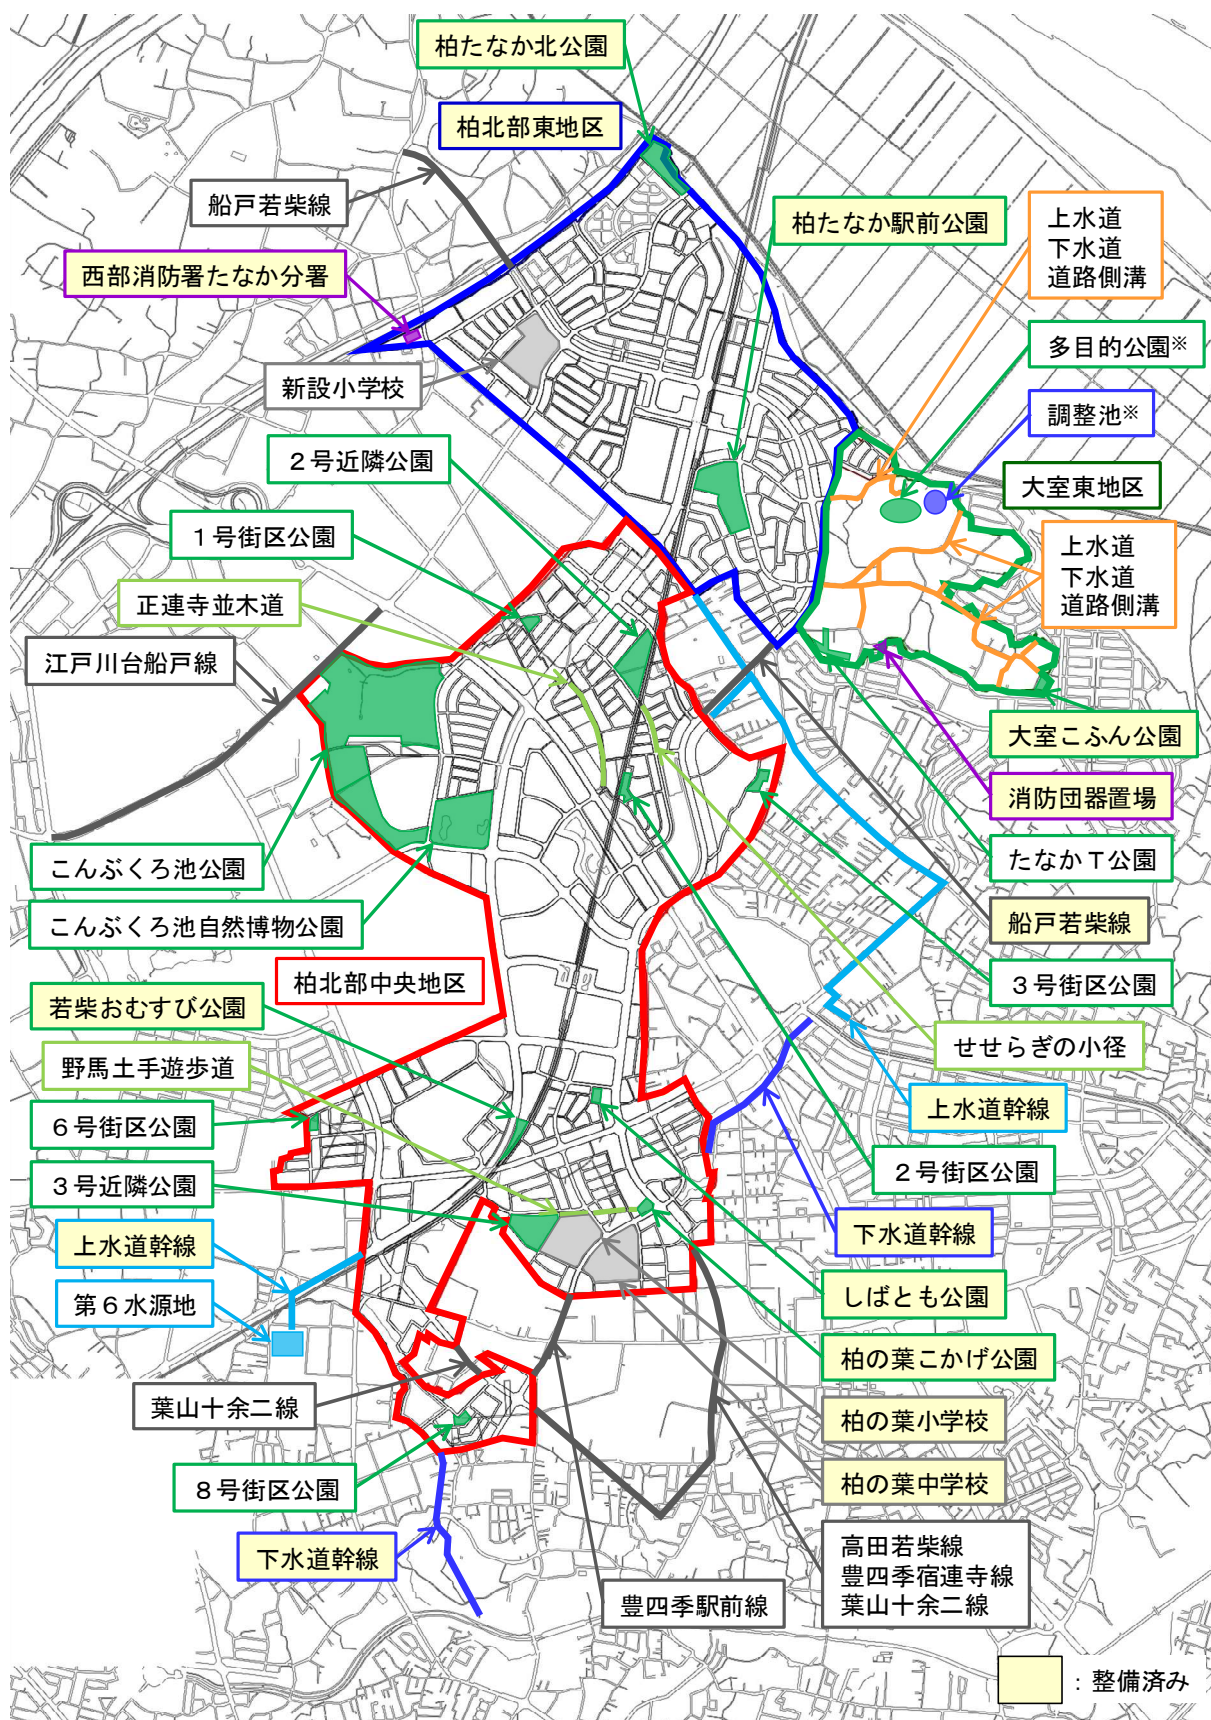 柏たなか北公園
柏北部東地区
船戸若柴線
柏たなか駅前公園
上水道
下水道
道路側溝
西部消防署たなか分署
多目的公園※
新設小学校
調整池※
２号近隣公園
大室東地区
１号街区公園
上水道
下水道
道路側溝
正連寺並木道
江戸川台船戸線
大室こふん公園
消防団器置場
こんぶくろ池公園
たなかＴ公園
こんぶくろ池自然博物公園
船戸若柴線
柏北部中央地区
３号街区公園
若柴おむすび公園
せせらぎの小径
野馬土手遊歩道
上水道幹線
６号街区公園
２号街区公園
３号近隣公園
下水道幹線
上水道幹線
第６水源地
しばとも公園
柏の葉こかげ公園
葉山十余二線
柏の葉小学校
８号街区公園
柏の葉中学校
下水道幹線
高田若柴線
豊四季宿連寺線
葉山十余二線
豊四季駅前線
：整備済み